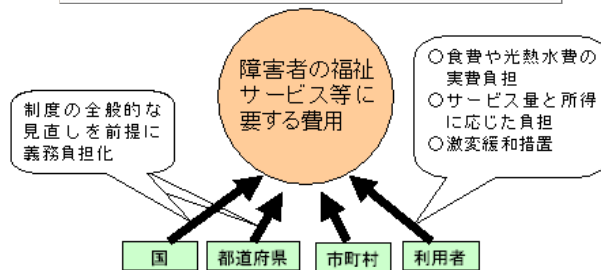 障害者の福祉
サービス等に
要する費用
制度の全般的な
見直しを前提に
義務負担化
○食費や光熱水費の
実費負担
○サービス量と所得
に応じた負担
○激変緩和措置
国
都道府県
市町村
利用者